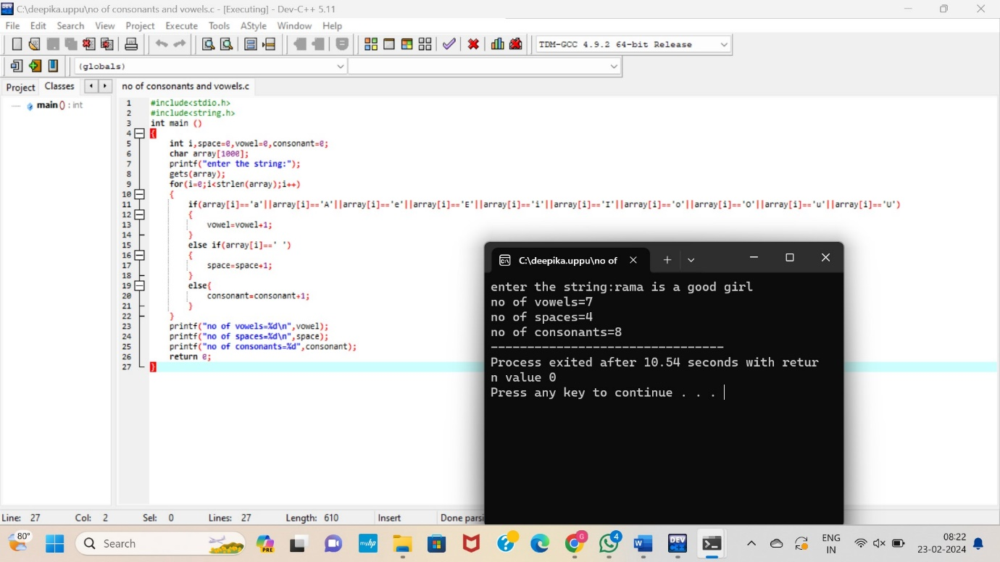 C:\deepika.uppu\no of consonants and vowels.c - [Executing] - Dev-C++ 5.11
File Edit Search View Project Execute Tools AStyle Window Help
TDM-GCC 4.9.2 64-bit Release
(globals)
Project Classes
no of consonants and vowels.c
main () : int
1 #include<stdio.h>
2 #include<string.h>
3 int main ()
4 {
5 int i,space=0,vowel=0,consonant=0;
6 char array[1000];
7 printf("enter the string:");
8 gets(array);
9 for(i=0;i<strlen(array);i++)
10 {
11 if(array[i]=='a'||array[i]=='A'||array[i]=='e'||array[i]=='E'||array[i]=='i'||array[i]=='I'||array[i]=='o'||array[i]=='O'||array[i]=='u'||array[i]=='U')
12 {
13 vowel=vowel+1;
14 }
15 else if(array[i]==' ')
16 {
17 space=space+1;
18 }
19 else{
20 consonant=consonant+1;
21 }
22 }
23 printf("no of vowels=%d\n",vowel);
24 printf("no of spaces=%d\n",space);
25 printf("no of consonants=%d",consonant);
26 return 0;
27 }
C:\deepika.uppu\no of
enter the string:rama is a good girl
no of vowels=7
no of spaces=4
no of consonants=8
--------------------------------
Process exited after 10.54 seconds with retur
n value 0
Press any key to continue . . .
Line: 27 Col: 2 Sel: 0 Lines: 27 Length: 610 Insert Done parsi
80°
Search
PRE
myhp
G
4
DEV
ENG
IN
08:22
23-02-2024